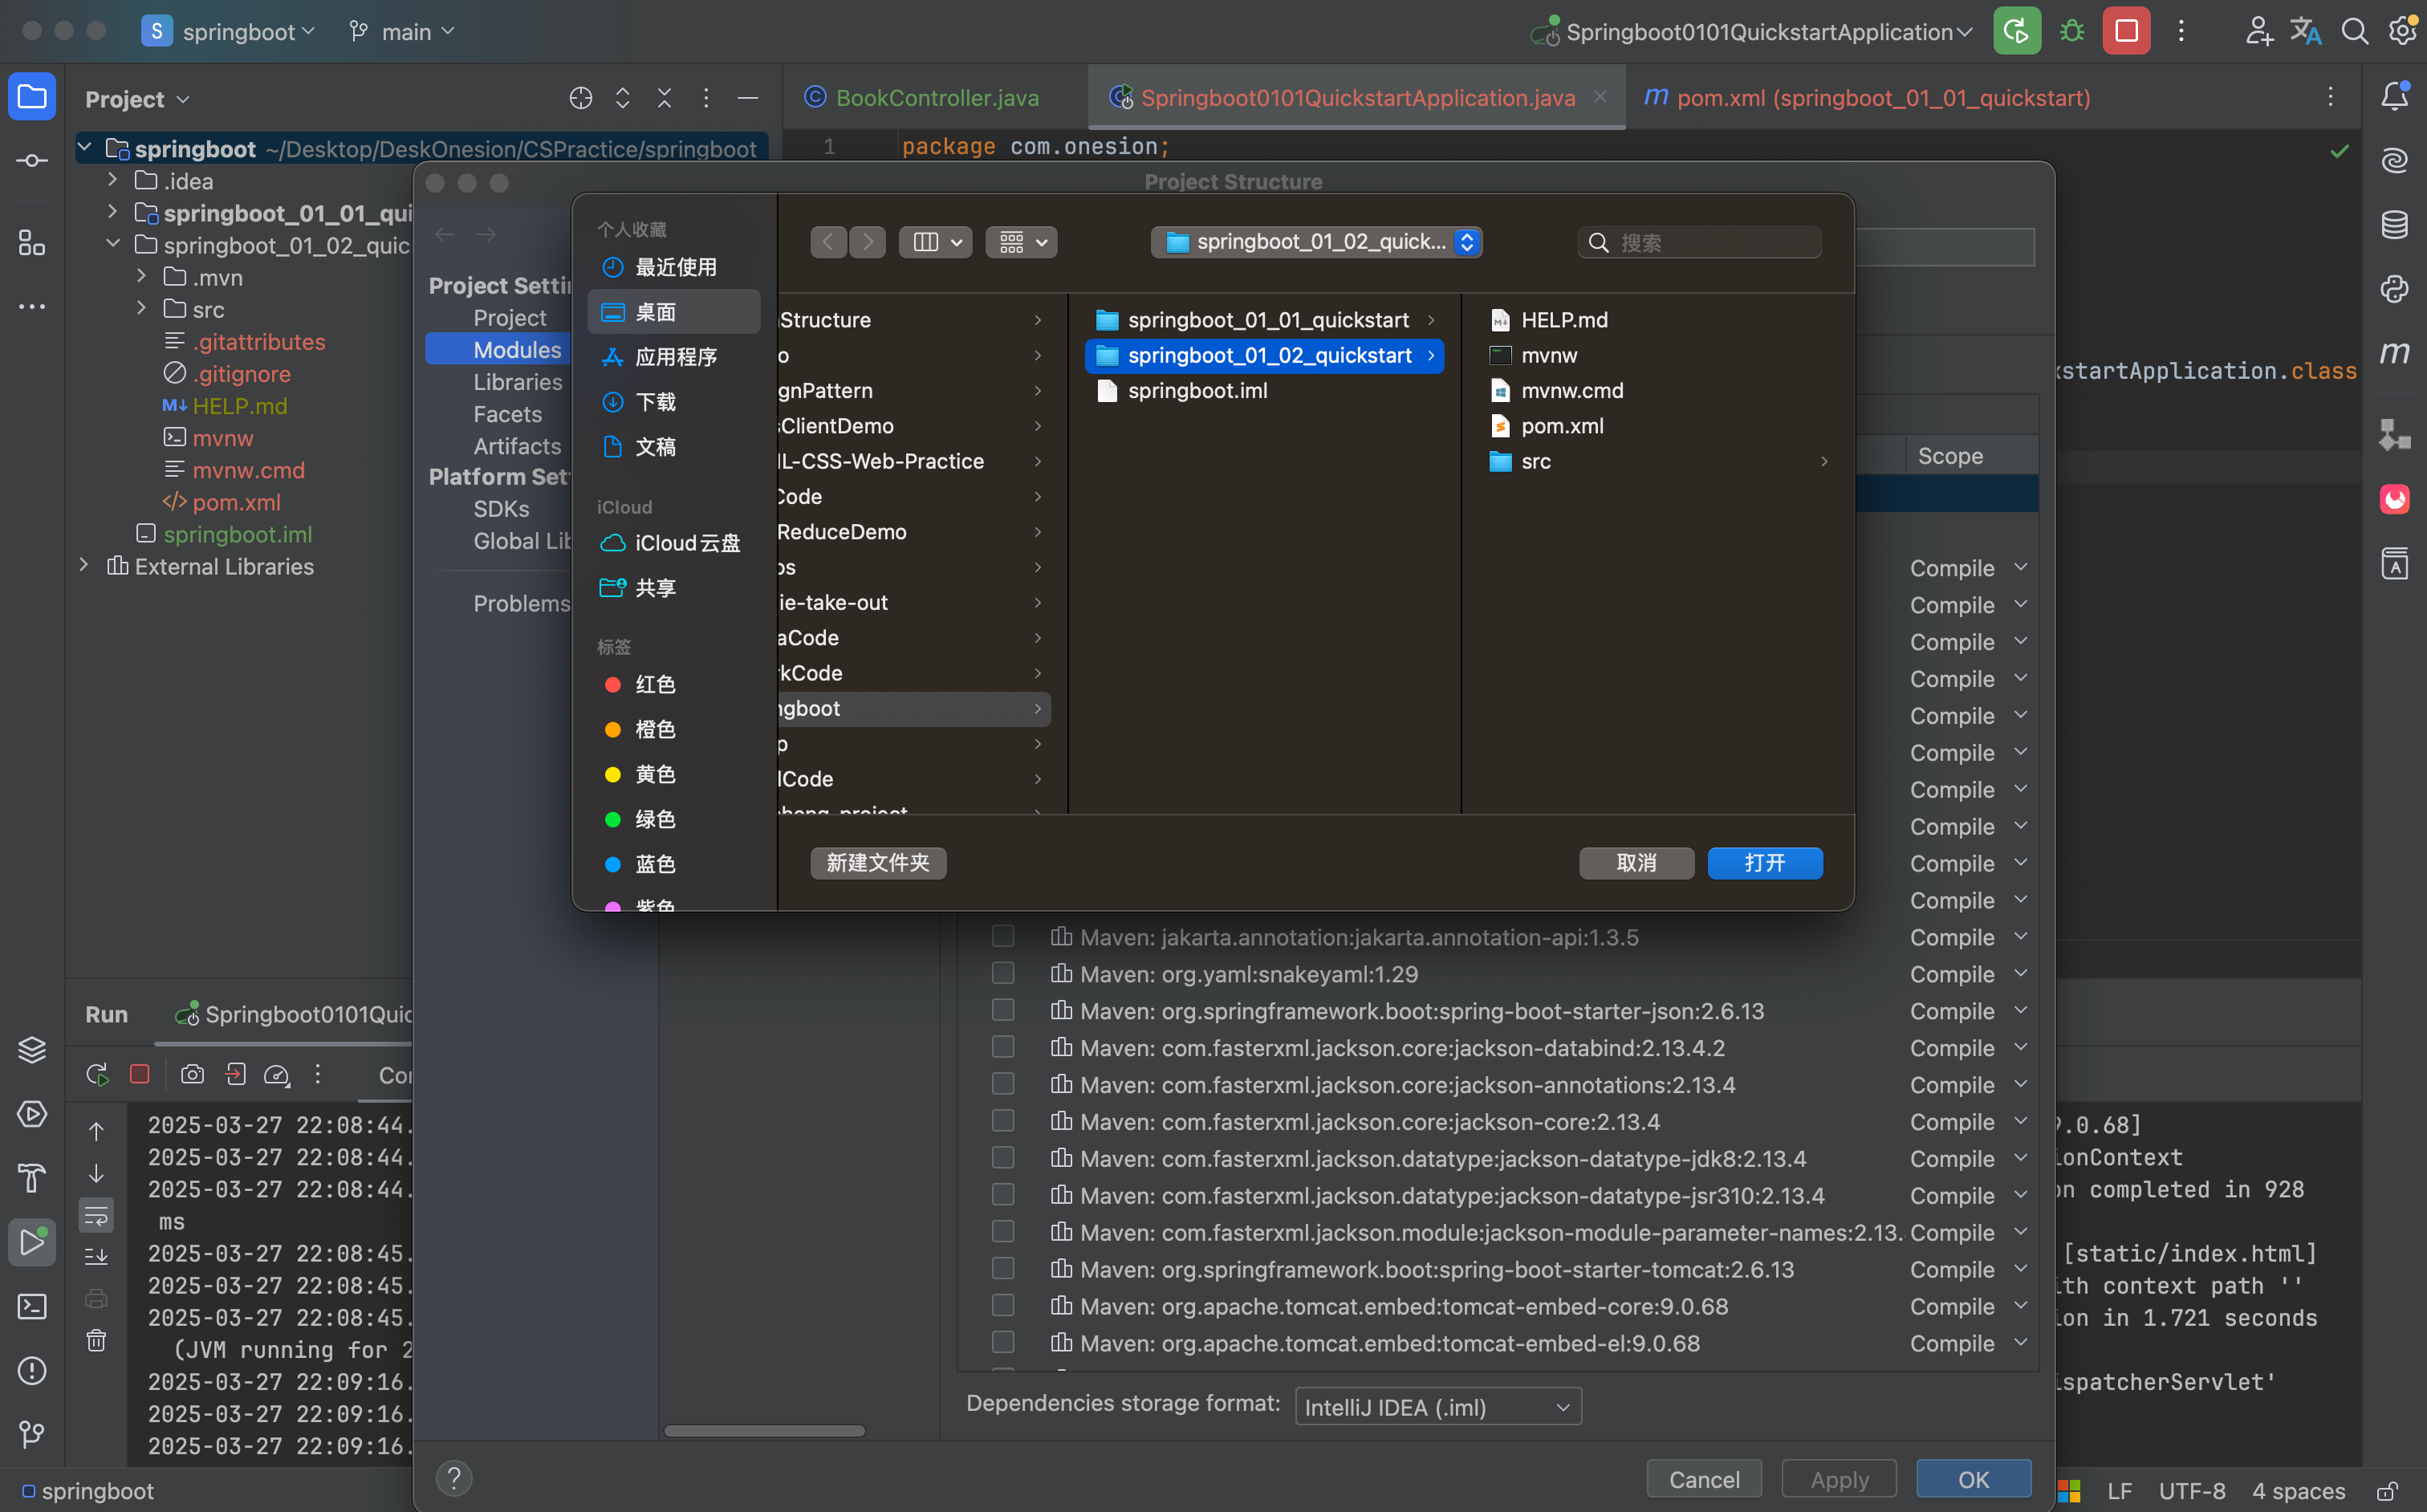 S springboot main
Springboot0101QuickstartApplication
Project
BookController.java
Springboot0101QuickstartApplication.java
pom.xml (springboot_01_01_quickstart)
springboot ~/Desktop/DeskOnesion/CSPractice/springboot
1 package com.onesion;
.idea
springboot_01_01_qui
springboot_01_02_quic
.mvn
src
.gitattributes
.gitignore
HELP.md
mvnw
mvnw.cmd
pom.xml
springboot.iml
External Libraries
Project Structure
Project Settin
Project
Modules
Libraries
Facets
Artifacts
Platform Set
SDKs
Global Lib
Problems
个人收藏
最近使用
桌面
应用程序
下载
文稿
iCloud
iCloud云盘
共享
标签
红色
橙色
黄色
绿色
蓝色
紫色
springboot_01_02_quick...
搜索
Structure
o
gnPattern
sClientDemo
L-CSS-Web-Practice
Code
ReduceDemo
os
ie-take-out
aCode
kCode
ngboot
p
lCode
springboot_01_01_quickstart
springboot_01_02_quickstart
springboot.iml
HELP.md
mvnw
mvnw.cmd
pom.xml
src
新建文件夹
取消
打开
startApplication.class
Scope
Compile
Compile
Compile
Compile
Compile
Compile
Compile
Compile
Compile
Compile
Maven: jakarta.annotation:jakarta.annotation-api:1.3.5 Compile
Maven: org.yaml:snakeyaml:1.29 Compile
Maven: org.springframework.boot:spring-boot-starter-json:2.6.13 Compile
Maven: com.fasterxml.jackson.core:jackson-databind:2.13.4.2 Compile
Maven: com.fasterxml.jackson.core:jackson-annotations:2.13.4 Compile
Maven: com.fasterxml.jackson.core:jackson-core:2.13.4 Compile
Maven: com.fasterxml.jackson.datatype:jackson-datatype-jdk8:2.13.4 Compile
Maven: com.fasterxml.jackson.datatype:jackson-datatype-jsr310:2.13.4 Compile
Maven: com.fasterxml.jackson.module:jackson-module-parameter-names:2.13. Compile
Maven: org.springframework.boot:spring-boot-starter-tomcat:2.6.13 Compile
Maven: org.apache.tomcat.embed:tomcat-embed-core:9.0.68 Compile
Maven: org.apache.tomcat.embed:tomcat-embed-el:9.0.68 Compile
Dependencies storage format: IntelliJ IDEA (.iml)
? Cancel Apply OK
Run Springboot0101Quic
Con
2025-03-27 22:08:44.
2025-03-27 22:08:44.
2025-03-27 22:08:44.
ms
2025-03-27 22:08:45.
2025-03-27 22:08:45.
2025-03-27 22:08:45.
(JVM running for 2
2025-03-27 22:09:16.
2025-03-27 22:09:16.
2025-03-27 22:09:16.
9.0.68]
ionContext
on completed in 928
[static/index.html]
ith context path ''
ion in 1.721 seconds
ispatcherServlet'
springboot
LF UTF-8 4 spaces